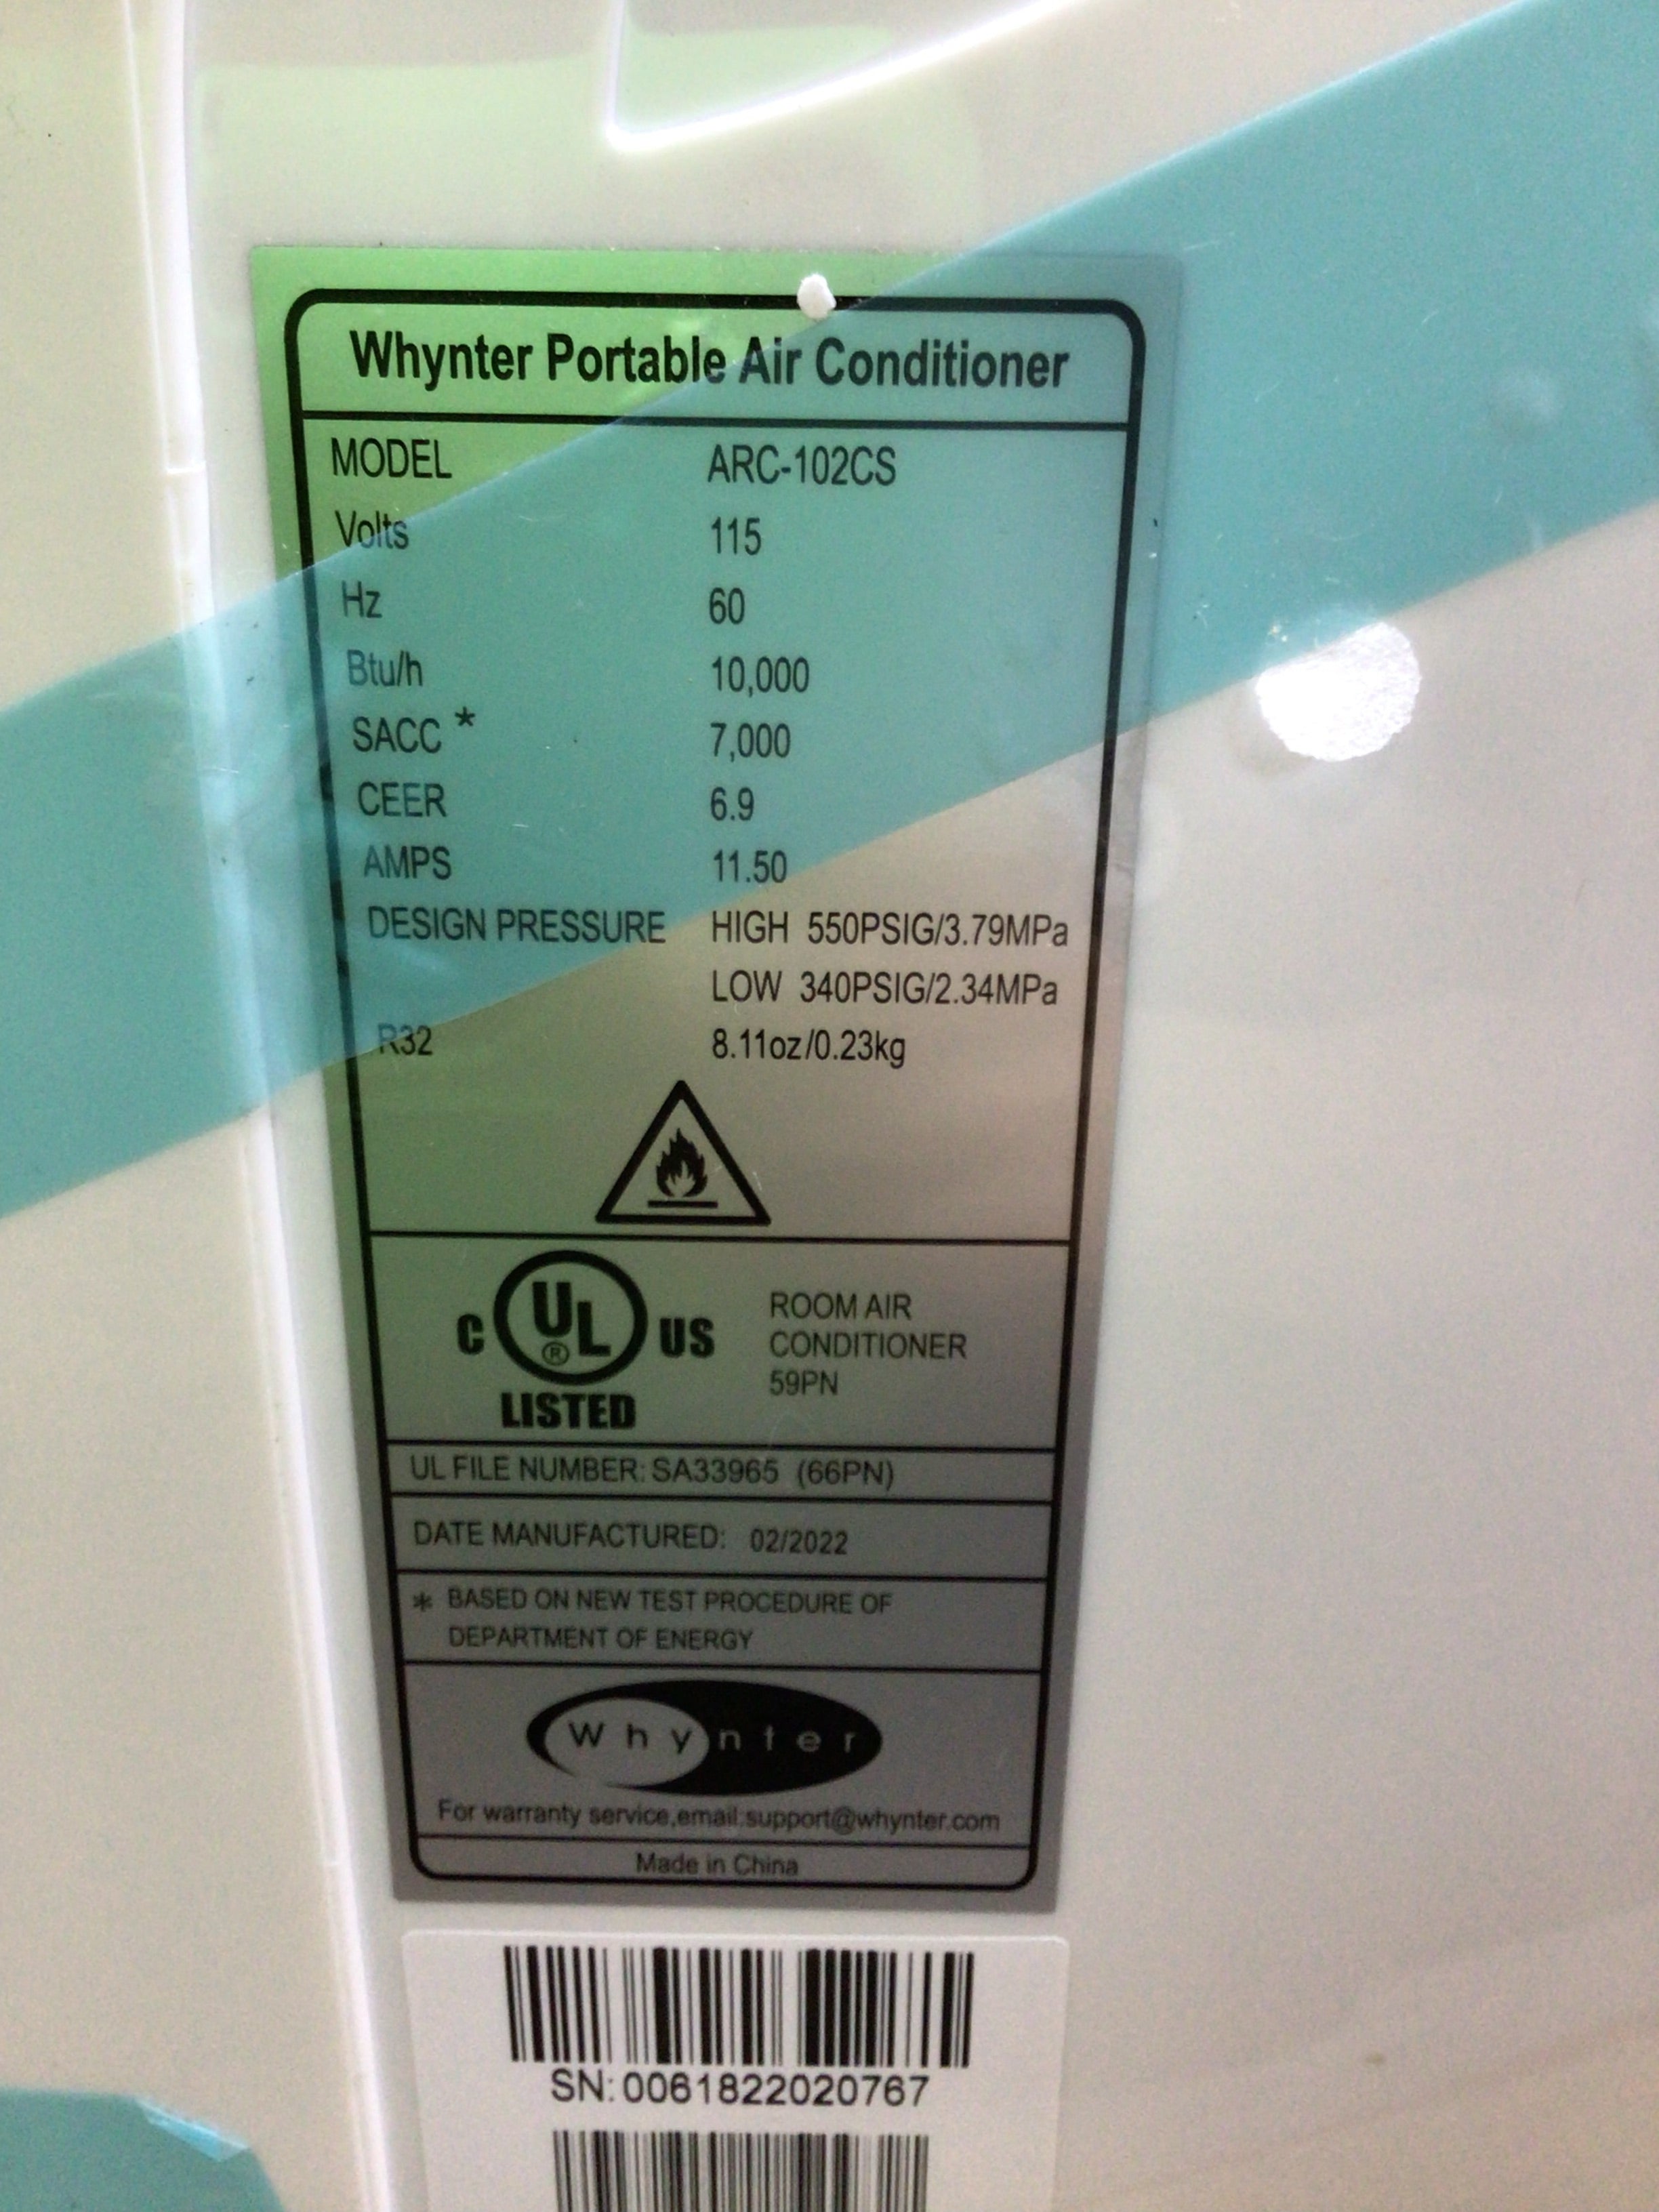 Whynter Portable Air Conditioner
MODEL ARC-102CS
Volts 115
Hz 60
Btu/h 10,000
SACC * 7,000
CEER 6.9
AMPS 11.50
DESIGN PRESSURE HIGH 550PSIG/3.79MPa
LOW 340PSIG/2.34MPa
R32 8.11oz/0.23kg
C UL ® US
LISTED
ROOM AIR
CONDITIONER
59PN
UL FILE NUMBER: SA33965 (66PN)
DATE MANUFACTURED: 02/2022
* BASED ON NEW TEST PROCEDURE OF
DEPARTMENT OF ENERGY
Whynter
For warranty service,email:support@whynter.com
Made in China
SN: 0061822020767